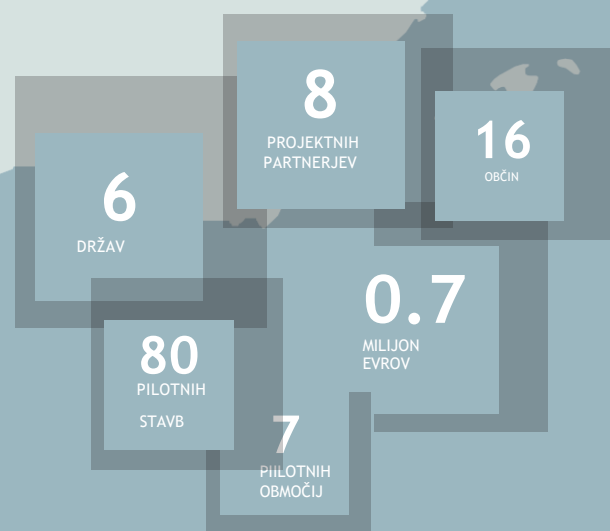 8
PROJEKTNIH
PARTNERJEV
16
OBČIN
6
DRŽAV
0.7
MILIJON
EVROV
80
PILOTNIH
STAVB
7
PIILOTNIH
OBMOČIJ